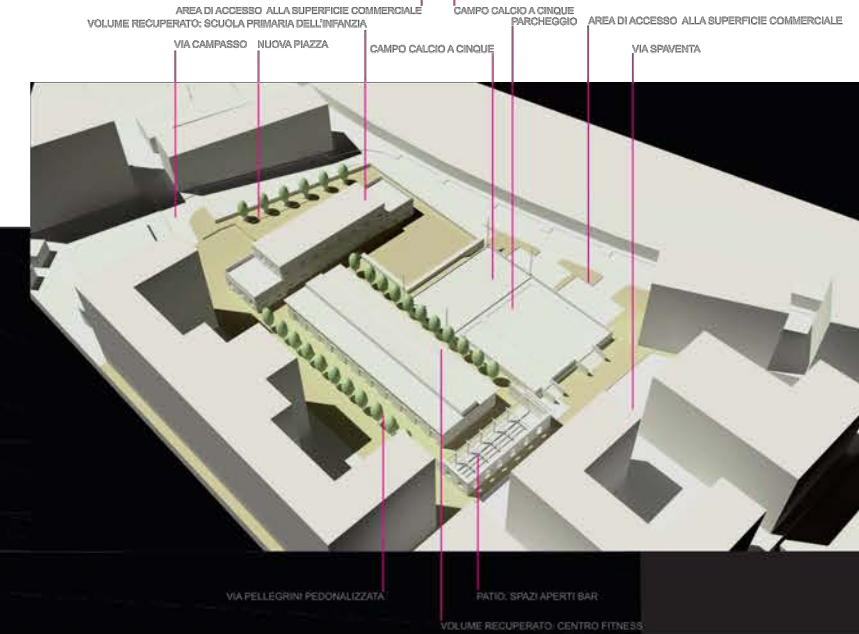 AREA DI ACCESSO ALLA SUPERFICIE COMMERCIALE
CAMPO CALCIO A CINQUE
VOLUME RECUPERATO: SCUOLA PRIMARIA DELL'INFANZIA
PARCHEGGIO
AREA DI ACCESSO ALLA SUPERFICIE COMMERCIALE
VIA CAMPASSO
NUOVA PIAZZA
CAMPO CALCIO A CINQUE
VIA SPAVENTA
VIA PELLEGRINI PEDONALIZZATA
PATIO: SPAZI APERTI BAR
VOLUME RECUPERATO: CENTRO FITNESS